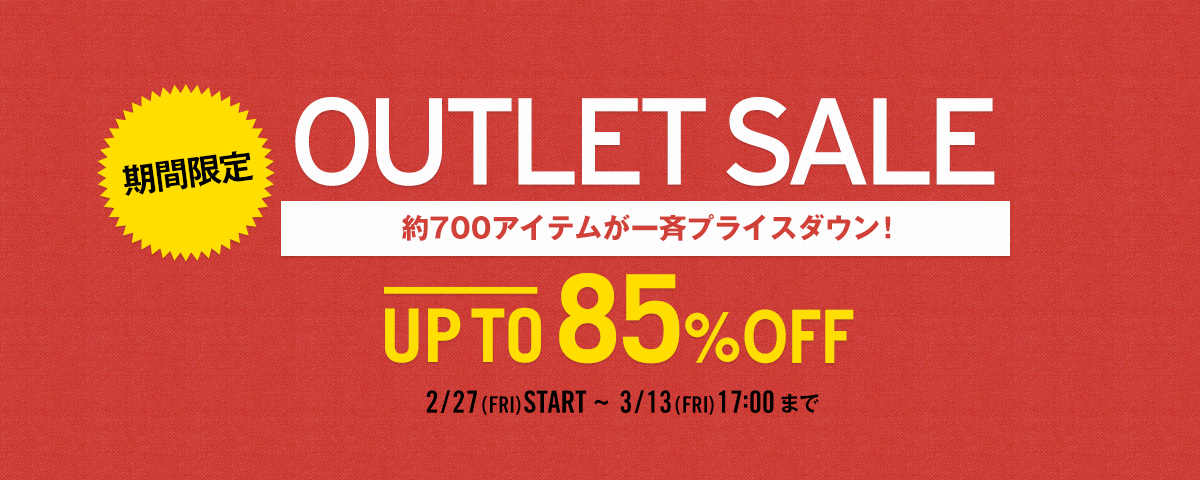 期間限定
OUTLET SALE
約700アイテムが一斉プライスダウン!
UP TO 85%OFF
2/27(FRI)START ~ 3/13(FRI)17:00まで